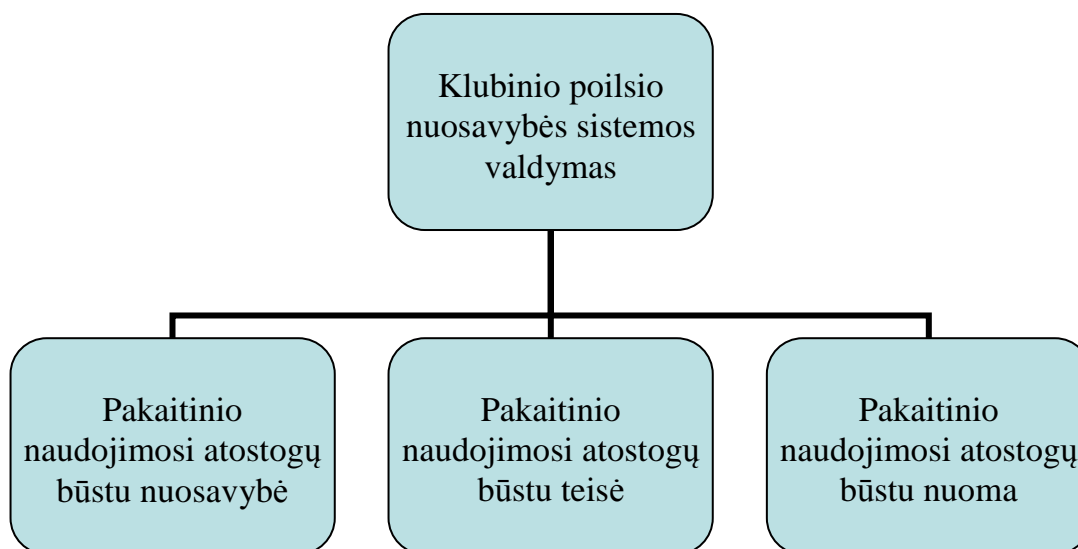 Klubinio poilsio
nuosavybės sistemos
valdymas
Pakaitinio
naudojimosi atostogų
būstu nuosavybė
Pakaitinio
naudojimosi atostogų
būstu teisė
Pakaitinio
naudojimosi atostogų
būstu nuoma